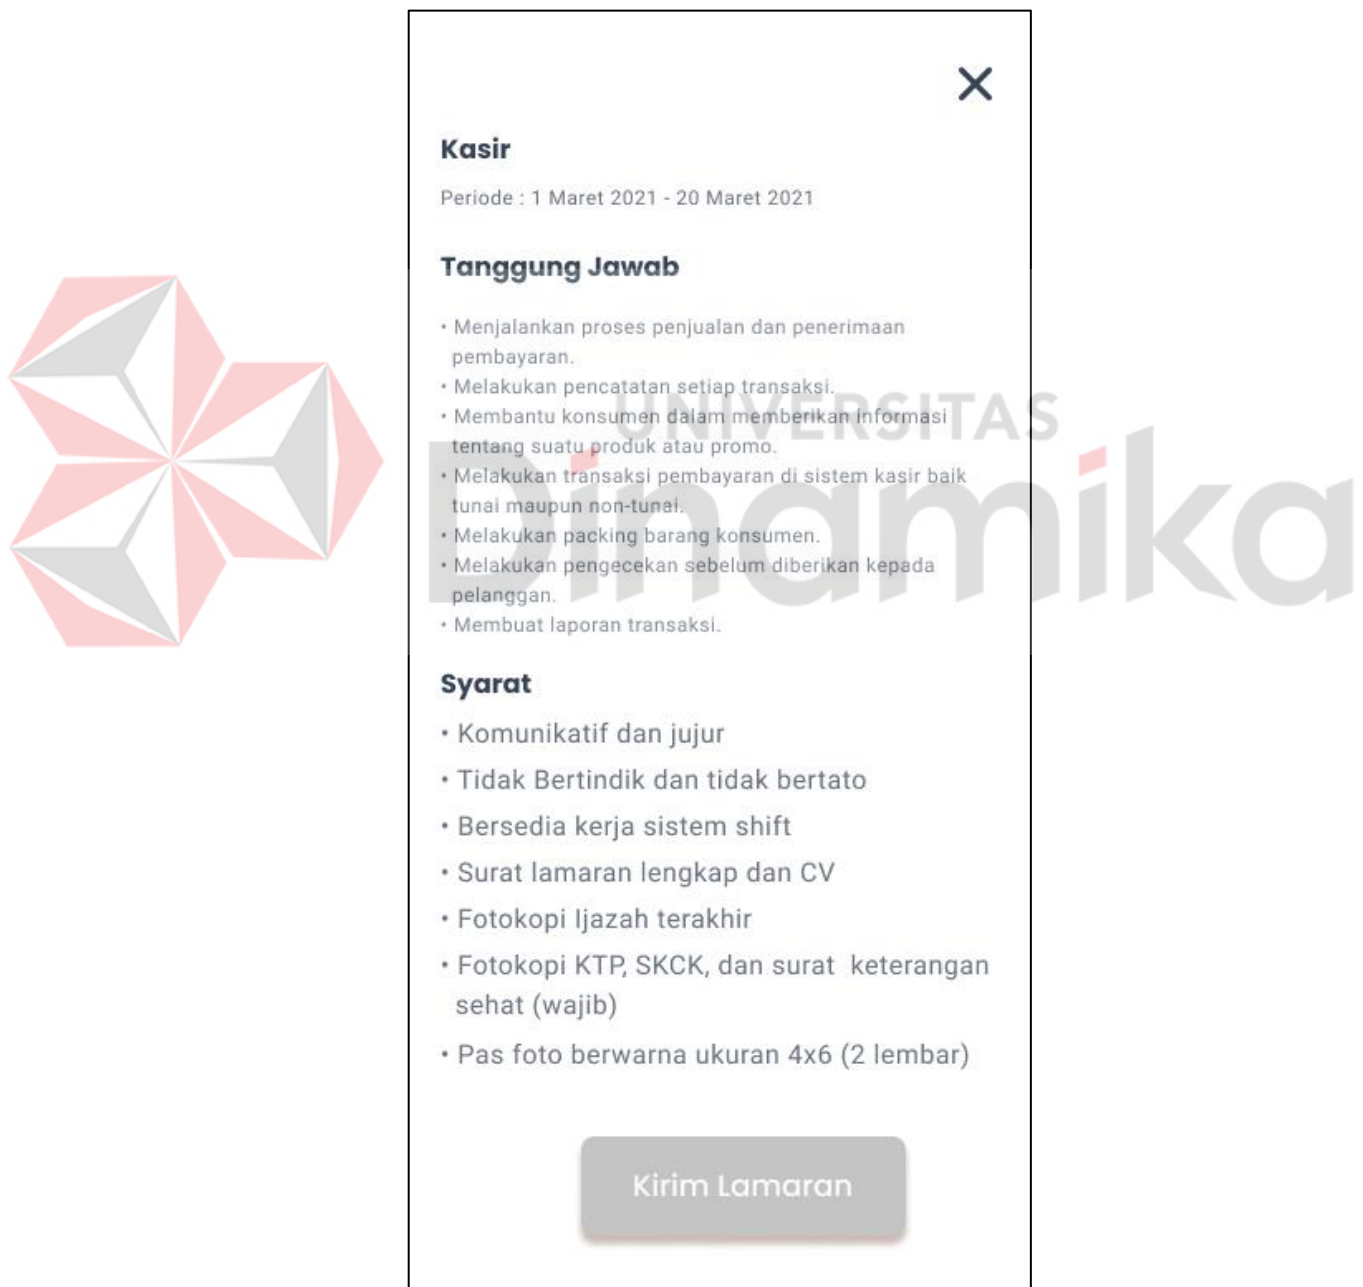 Kasir
Periode : 1 Maret 2021 - 20 Maret 2021
Tanggung Jawab
• Menjalankan proses penjualan dan penerimaan
pembayaran.
• Melakukan pencatatan setiap transaksi.
• Membantu konsumen dalam memberikan informasi
tentang suatu produk atau promo.
• Melakukan transaksi pembayaran di sistem kasir baik
tunai maupun non-tunai.
• Melakukan packing barang konsumen.
• Melakukan pengecekan sebelum diberikan kepada
pelanggan.
• Membuat laporan transaksi.
UNIVERSITAS
Dinamika
Syarat
• Komunikatif dan jujur
• Tidak Bertindik dan tidak bertato
• Bersedia kerja sistem shift
• Surat lamaran lengkap dan CV
• Fotokopi Ijazah terakhir
• Fotokopi KTP, SKCK, dan surat keterangan
sehat (wajib)
• Pas foto berwarna ukuran 4x6 (2 lembar)
Kirim Lamaran